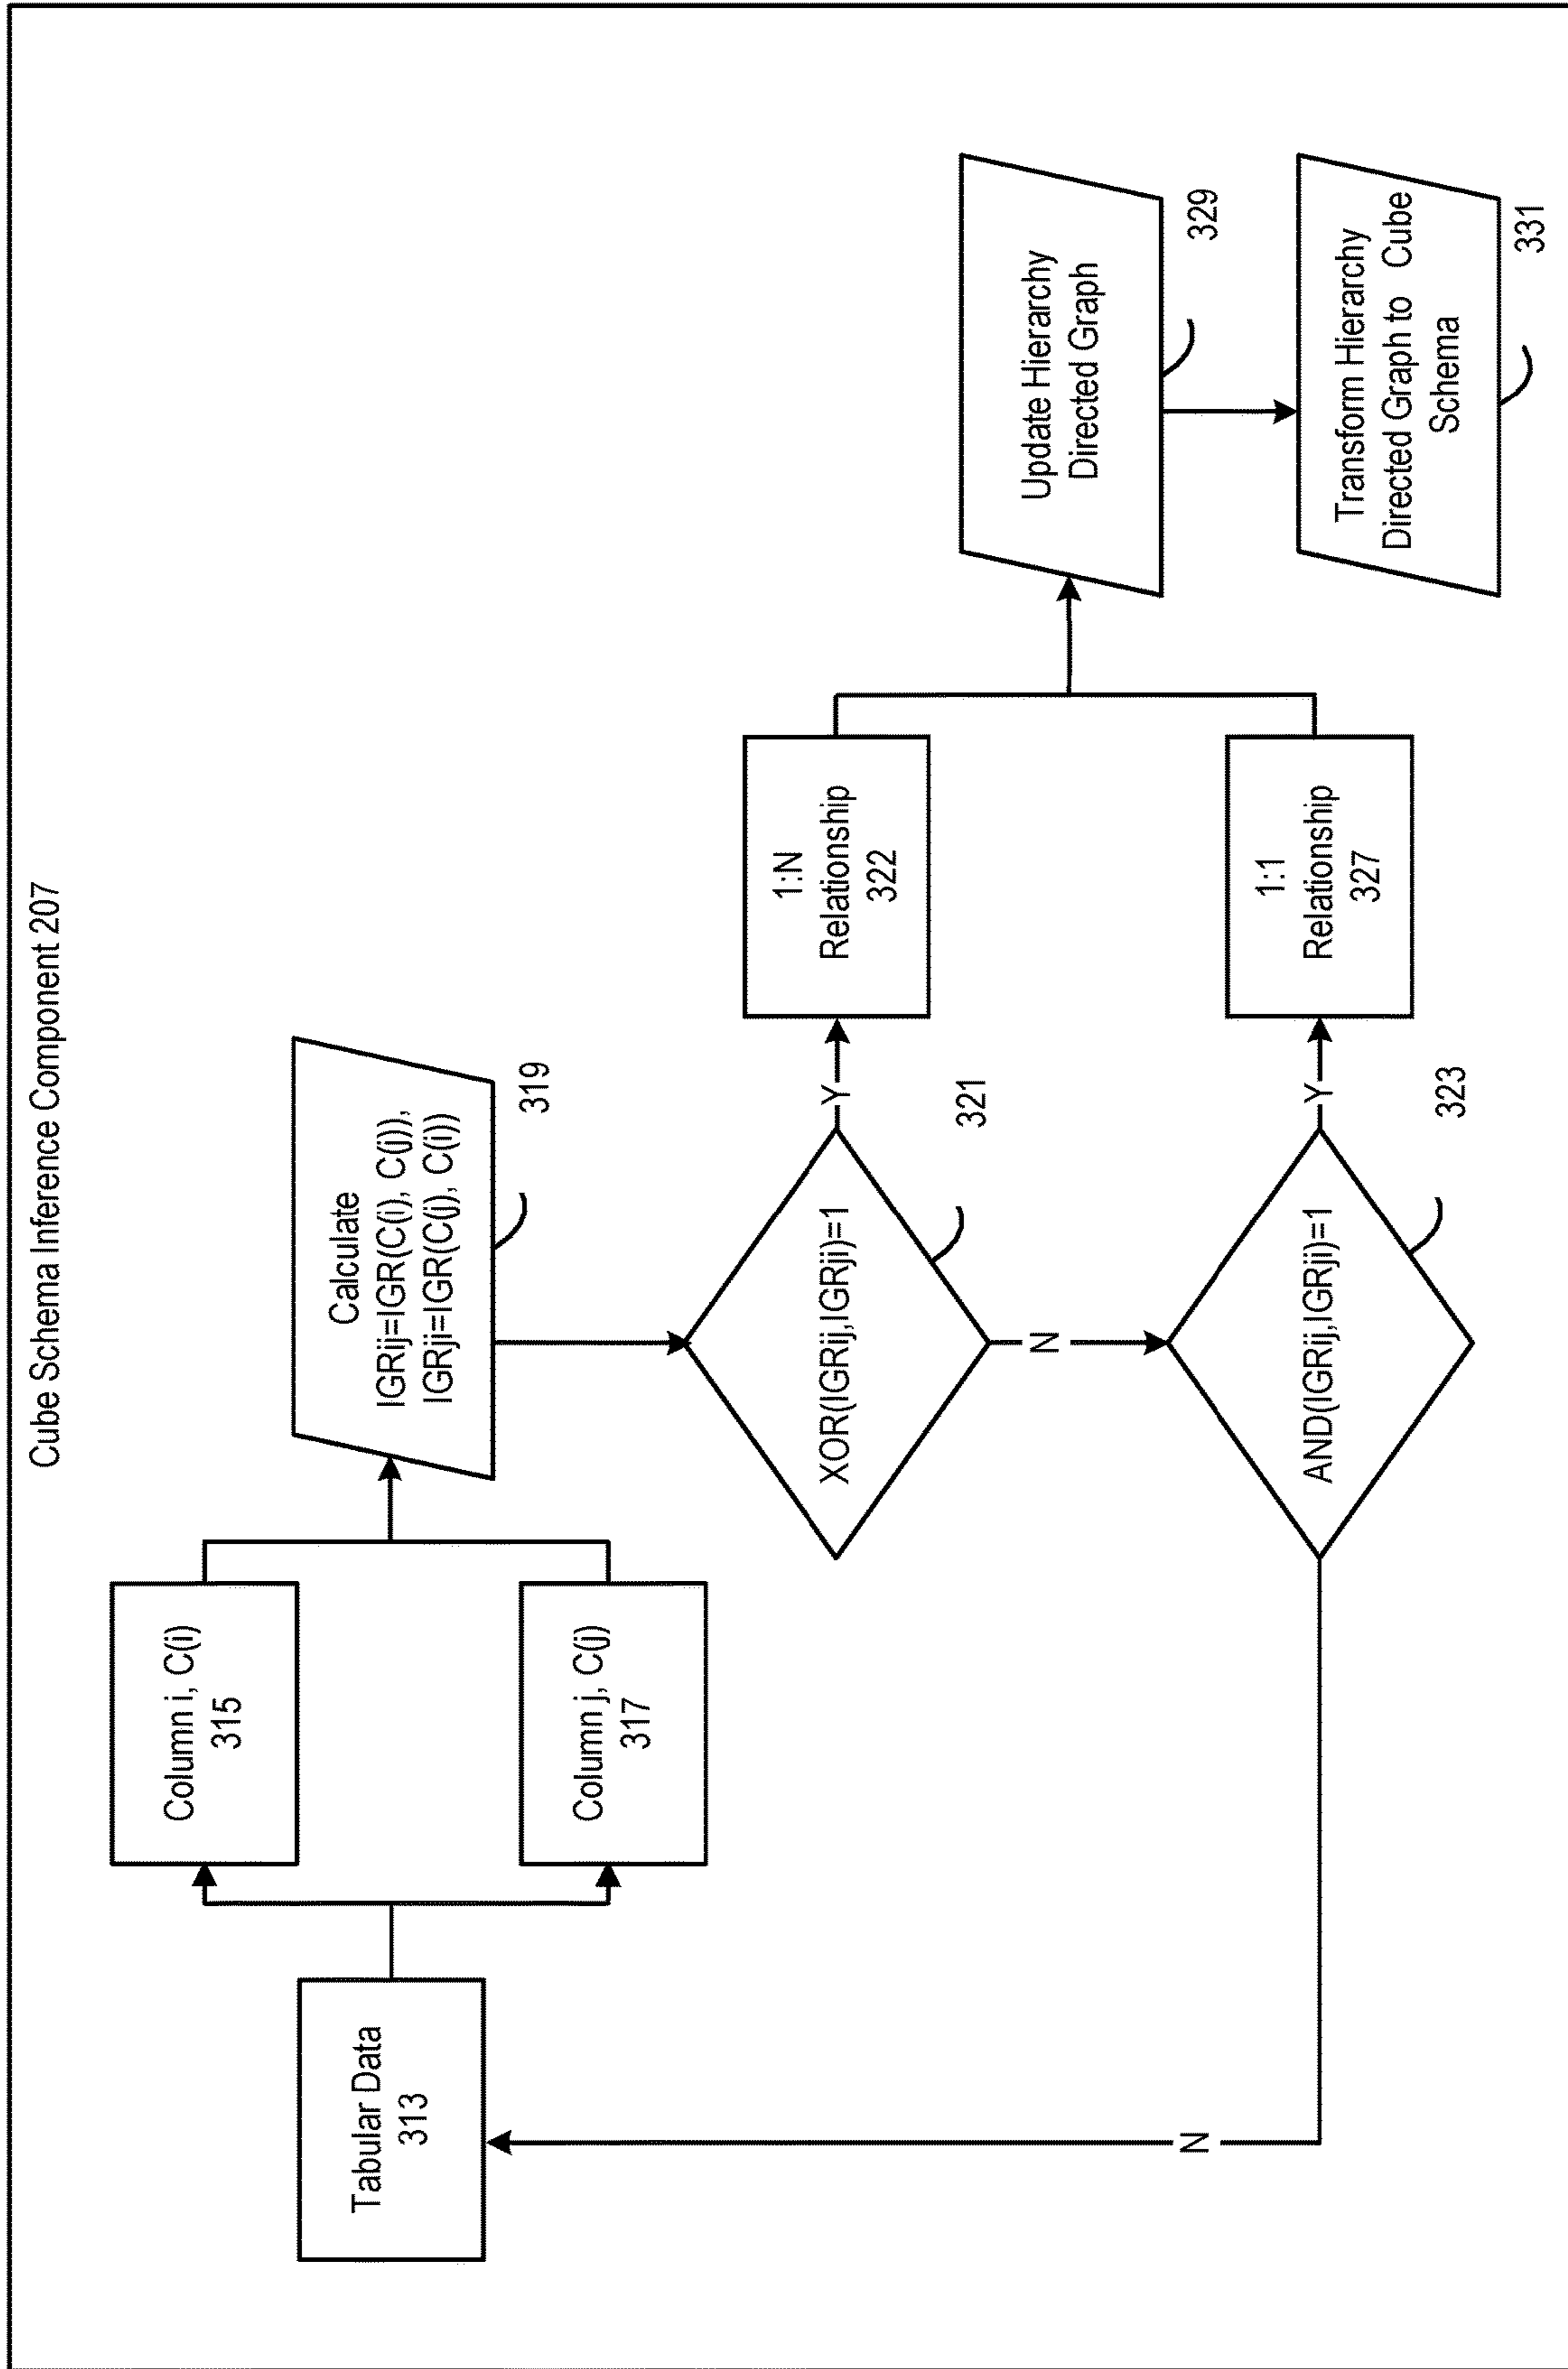 Cube Schema Inference Component 207
Tabular Data
313
Column i, C(i)
315
Column j, C(j)
317
Calculate
IGRij=IGR(C(i), C(j)),
IGRji=IGR(C(j), C(i))
319
XOR(IGRij,IGRji)=1
321
Y
1:N
Relationship
322
N
AND(IGRij,IGRji)=1
323
Y
1:1
Relationship
327
N
Update Hierarchy
Directed Graph
329
Transform Hierarchy
Directed Graph to Cube
Schema
331